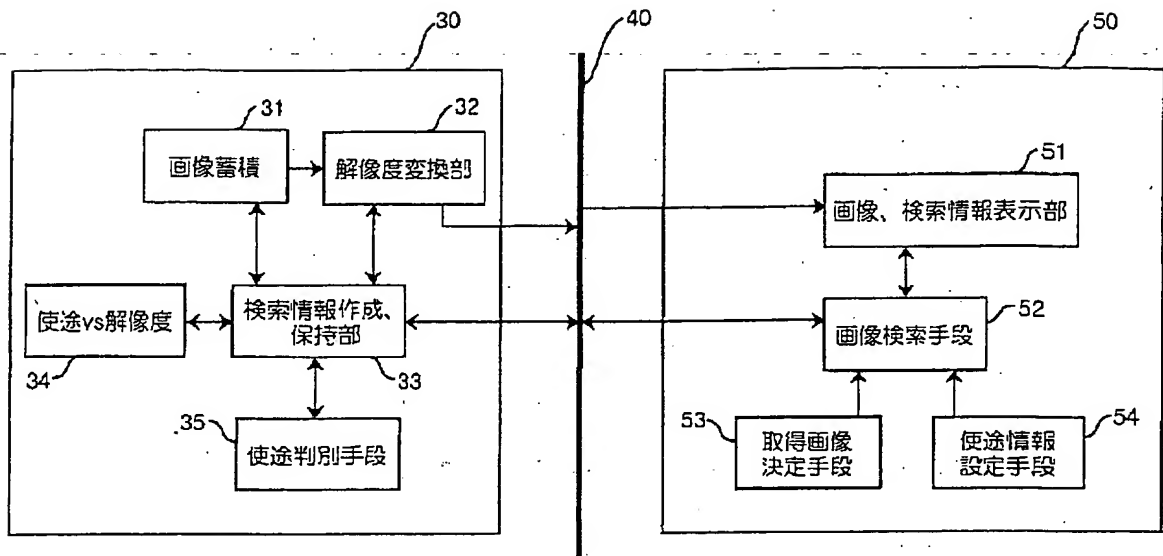 30
40
50
31
32
画像蓄積
解像度変換部
51
画像、検索情報表示部
使途vs解像度
34
検索情報作成、
保持部
33
画像検索手段
52
35
使途判別手段
53
取得画像
決定手段
使途情報
設定手段
54